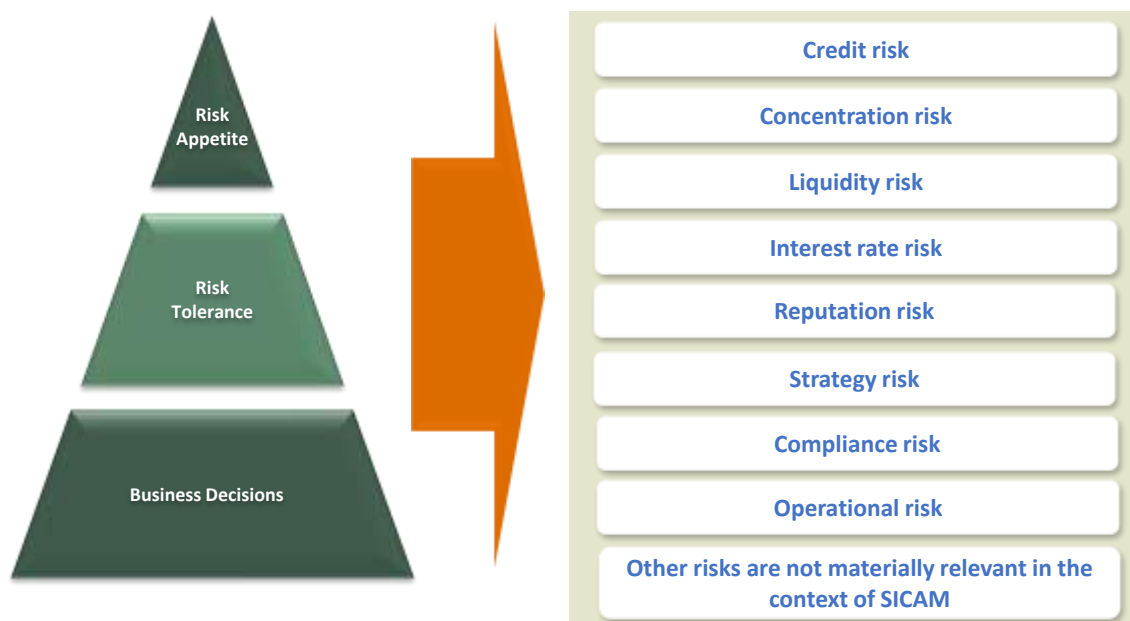 Risk
Appetite
Risk
Tolerance
Business Decisions
Credit risk
Concentration risk
Liquidity risk
Interest rate risk
Reputation risk
Strategy risk
Compliance risk
Operational risk
Other risks are not materially relevant in the
context of SICAM